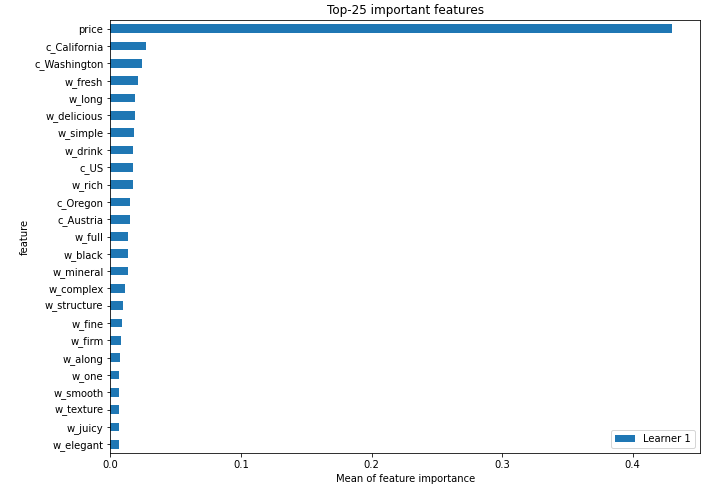 Top-25 important features
price
c_California
c_Washington
w_fresh
w_long
w_delicious
w_simple
w_drink
c_US
w_rich
c_Oregon
c_Austria
w_full
w_black
w_mineral
w_complex
w_structure
w_fine
w_firm
w_along
w_one
w_smooth
w_texture
w_juicy
w_elegant
feature
Learner 1
0.0 0.1 0.2 0.3 0.4
Mean of feature importance